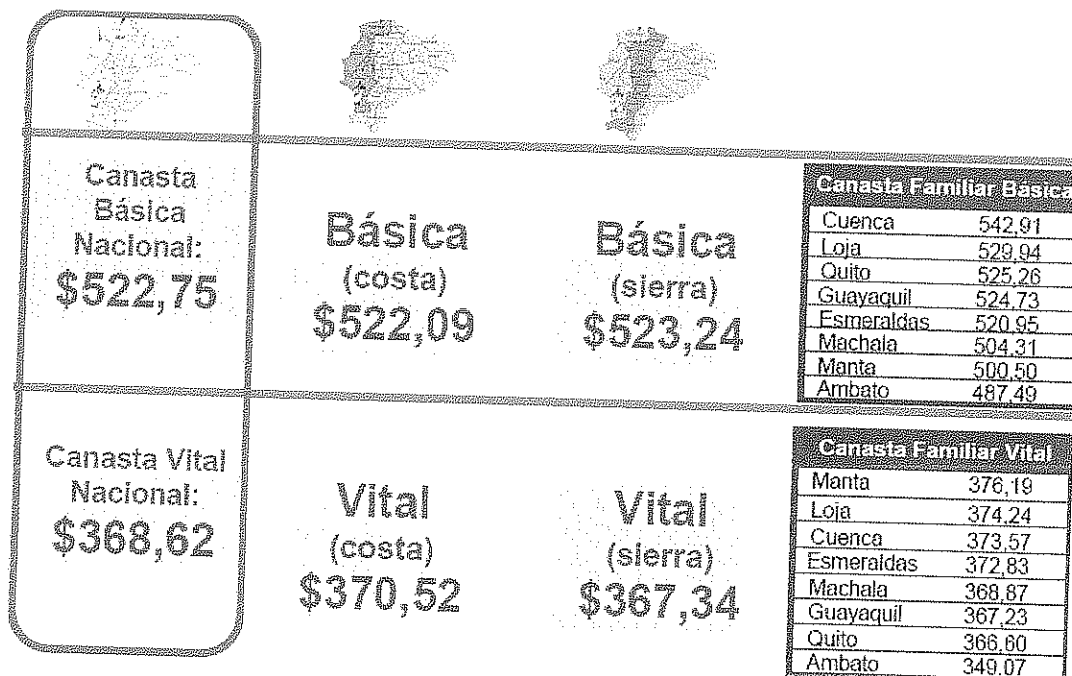 Canasta
Básica
Nacional:
$522,75
Básica
(costa)
$522,09
Básica
(sierra)
$523,24
Canasta Familiar Básica
Cuenca 542,91
Loja 529,94
Quito 525,26
Guayaquil 524,73
Esmeraldas 520,95
Machala 504,31
Manta 500,50
Ambato 487,49
Canasta Vital
Nacional:
$368,62
Vital
(costa)
$370,52
Vital
(sierra)
$367,34
Canasta Familiar Vital
Manta 376,19
Loja 374,24
Cuenca 373,57
Esmeraldas 372,83
Machala 368,87
Guayaquil 367,23
Quito 366,60
Ambato 349,07